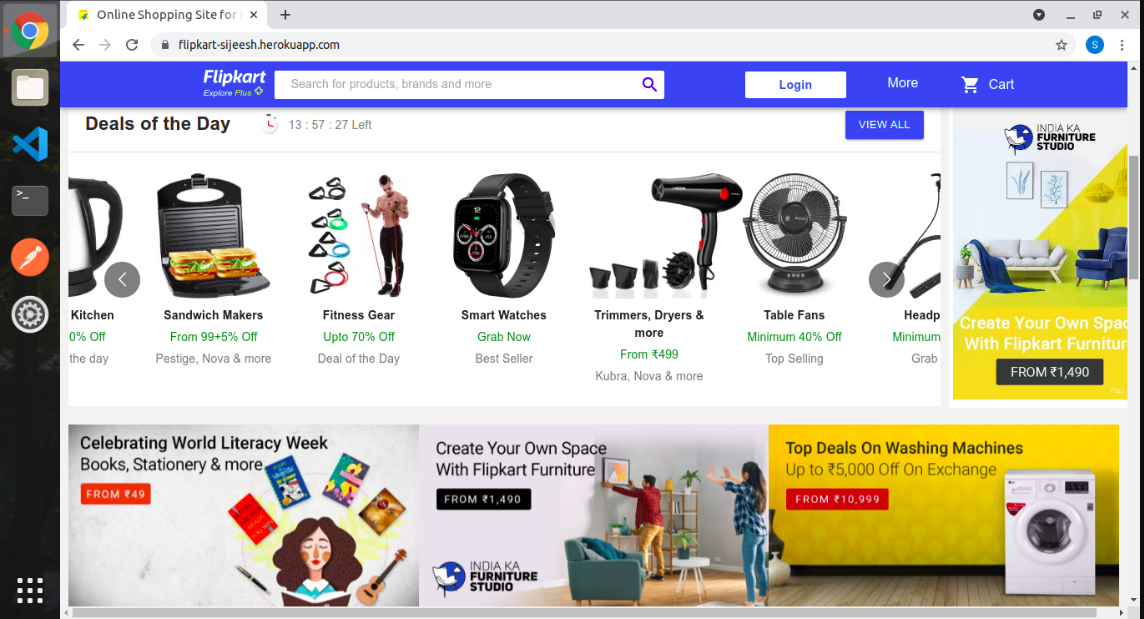 Online Shopping Site for
flipkart-sijeesh.herokuapp.com
S
Flipkart
Explore Plus
Search for products, brands and more
Login
More
Cart
Deals of the Day
13 : 57 : 27 Left
VIEW ALL
Kitchen
0% Off
the day
Sandwich Makers
From 99+5% Off
Pestige, Nova & more
Fitness Gear
Upto 70% Off
Deal of the Day
Smart Watches
Grab Now
Best Seller
Trimmers, Dryers &
more
From ₹499
Kubra, Nova & more
Table Fans
Minimum 40% Off
Top Selling
Headp
Minimum
Grab
INDIA KA
FURNITURE
STUDIO
Create Your Own Spac
With Flipkart Furnitur
FROM ₹1,490
Celebrating World Literacy Week
Books, Stationery & more
FROM ₹49
Create Your Own Space
With Flipkart Furniture
FROM ₹1,490
INDIA KA
FURNITURE
STUDIO
Top Deals On Washing Machines
Up to ₹5,000 Off On Exchange
FROM ₹10,999